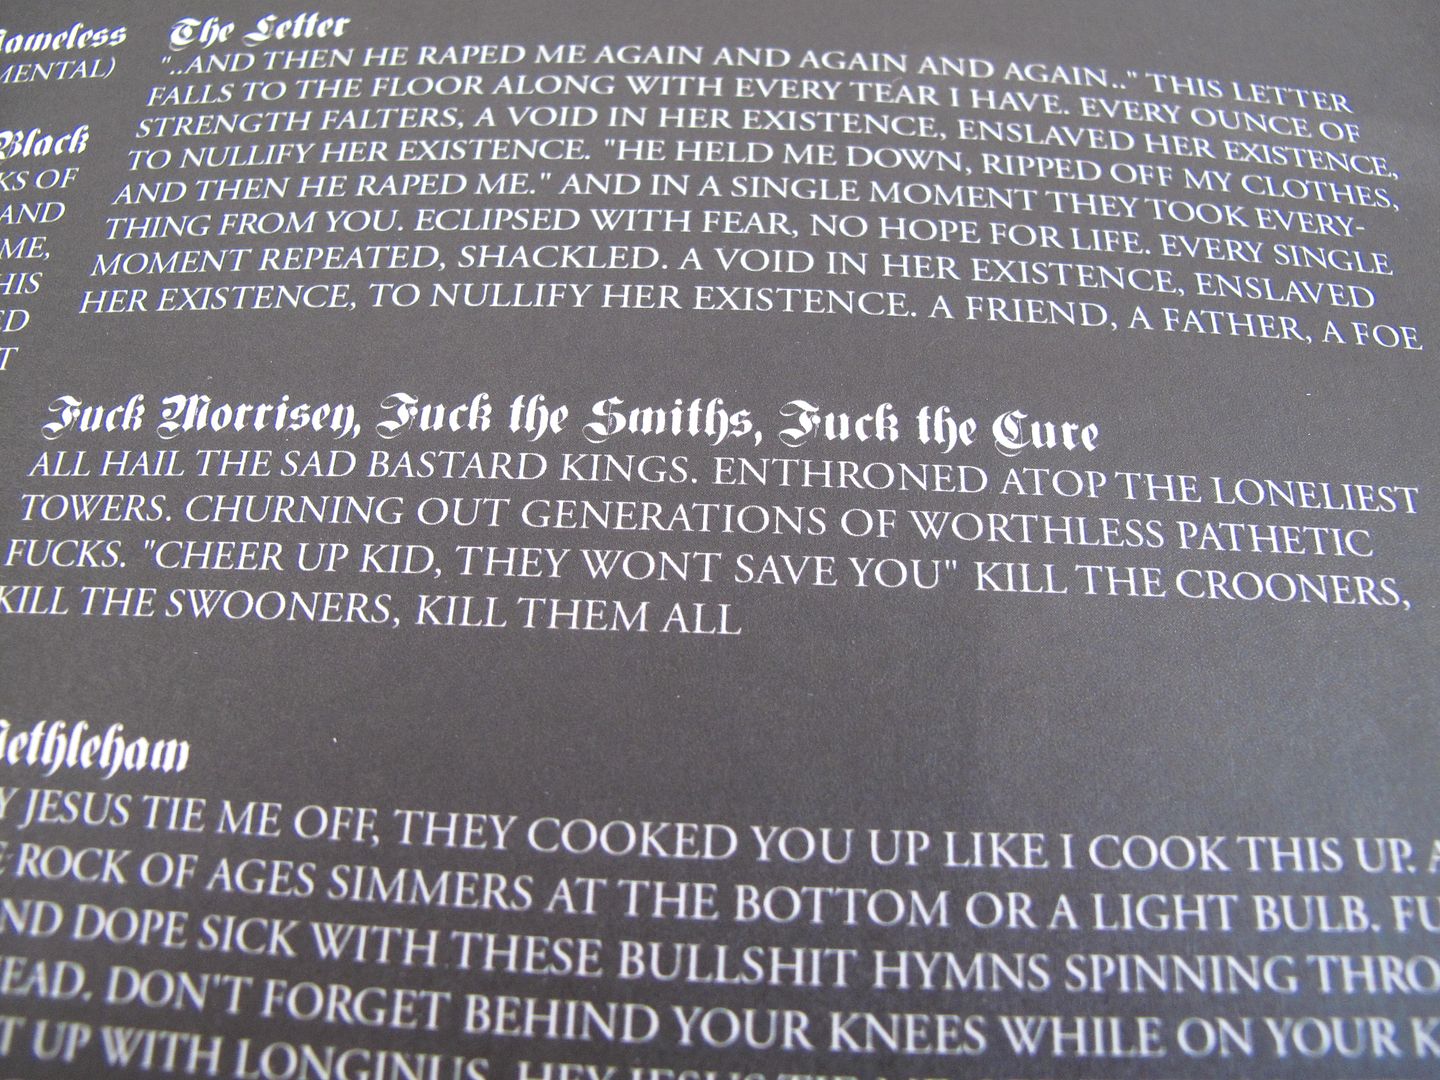 The Letter
"..AND THEN HE RAPED ME AGAIN AND AGAIN AND AGAIN.." THIS LETTER
FALLS TO THE FLOOR ALONG WITH EVERY TEAR I HAVE. EVERY OUNCE OF
STRENGTH FALTERS, A VOID IN HER EXISTENCE, ENSLAVED HER EXISTENCE,
TO NULLIFY HER EXISTENCE. "HE HELD ME DOWN, RIPPED OFF MY CLOTHES,
AND THEN HE RAPED ME." AND IN A SINGLE MOMENT THEY TOOK EVERY-
THING FROM YOU. ECLIPSED WITH FEAR, NO HOPE FOR LIFE. EVERY SINGLE
MOMENT REPEATED, SHACKLED. A VOID IN HER EXISTENCE, ENSLAVED
HER EXISTENCE, TO NULLIFY HER EXISTENCE. A FRIEND, A FATHER, A FOE
Black
OF
AND
Fuck Morrisey, Fuck the Smiths, Fuck the Cure
ALL HAIL THE SAD BASTARD KINGS. ENTHRONED ATOP THE LONELIEST
TOWERS. CHURNING OUT GENERATIONS OF WORTHLESS PATHETIC
FUCKS. "CHEER UP KID, THEY WONT SAVE YOU" KILL THE CROONERS,
KILL THE SWOONERS, KILL THEM ALL
JESUS TIE ME OFF, THEY COOKED YOU UP LIKE I COOK THIS UP.
ROCK OF AGES SIMMERS AT THE BOTTOM OR A LIGHT BULB.
DOPE SICK WITH THESE BULLSHIT HYMNS SPINNING
DON'T FORGET BEHIND YOUR KNEES WHILE ON YOUR
UP WITH LONGINUS. HEY JESUS TIE